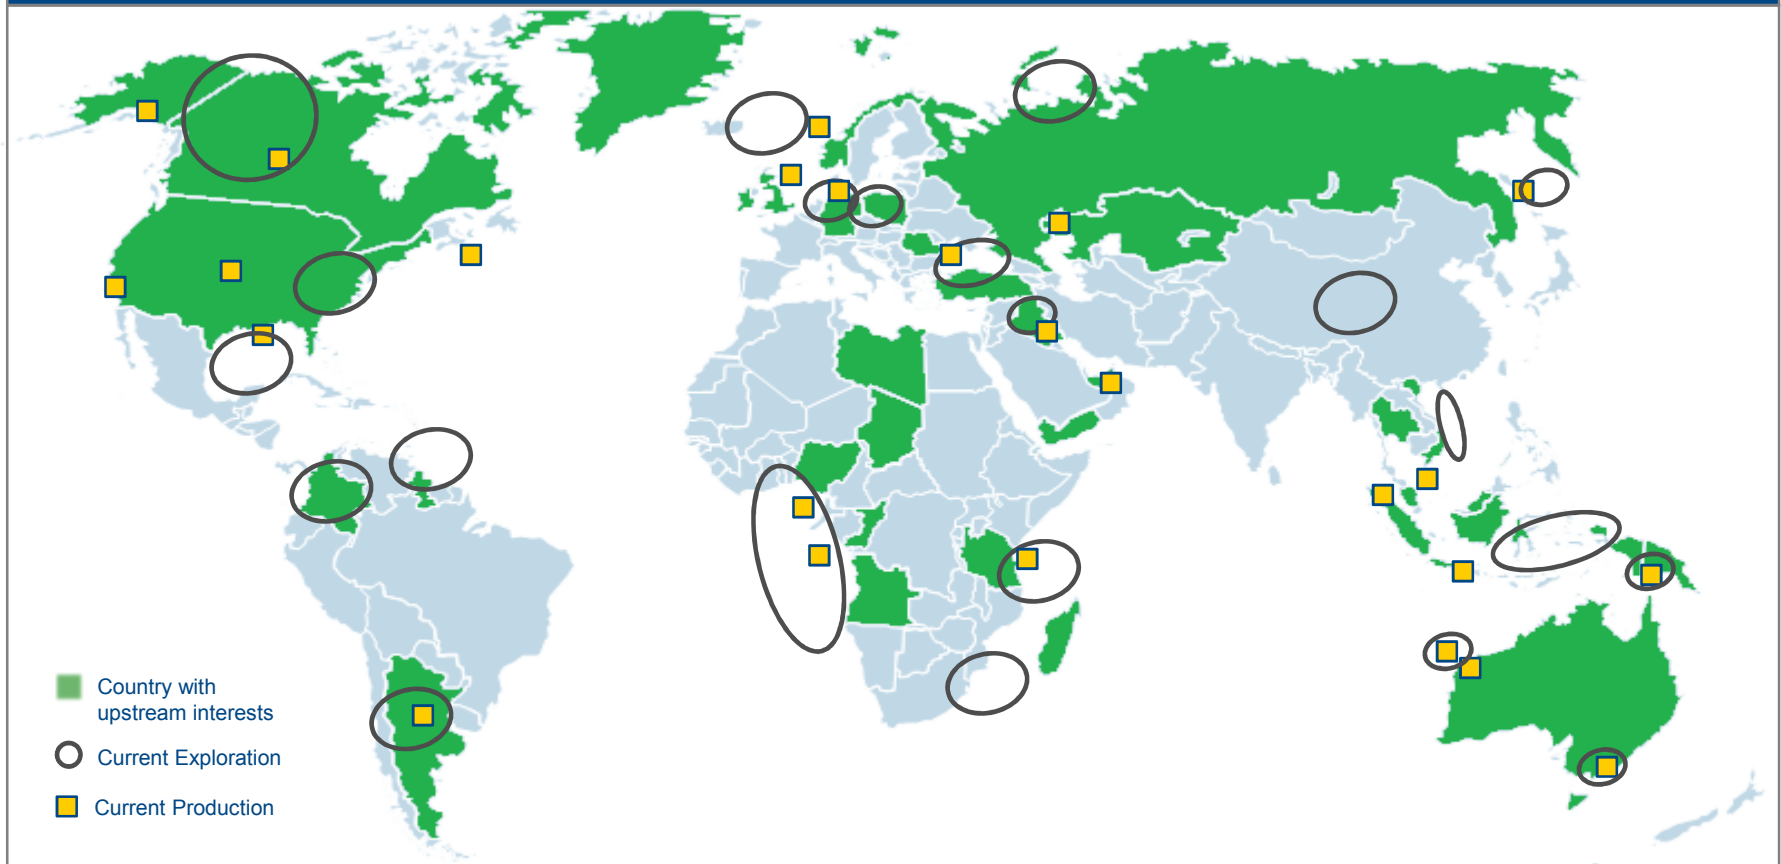 Country with
upstream interests
Current Exploration
Current Production